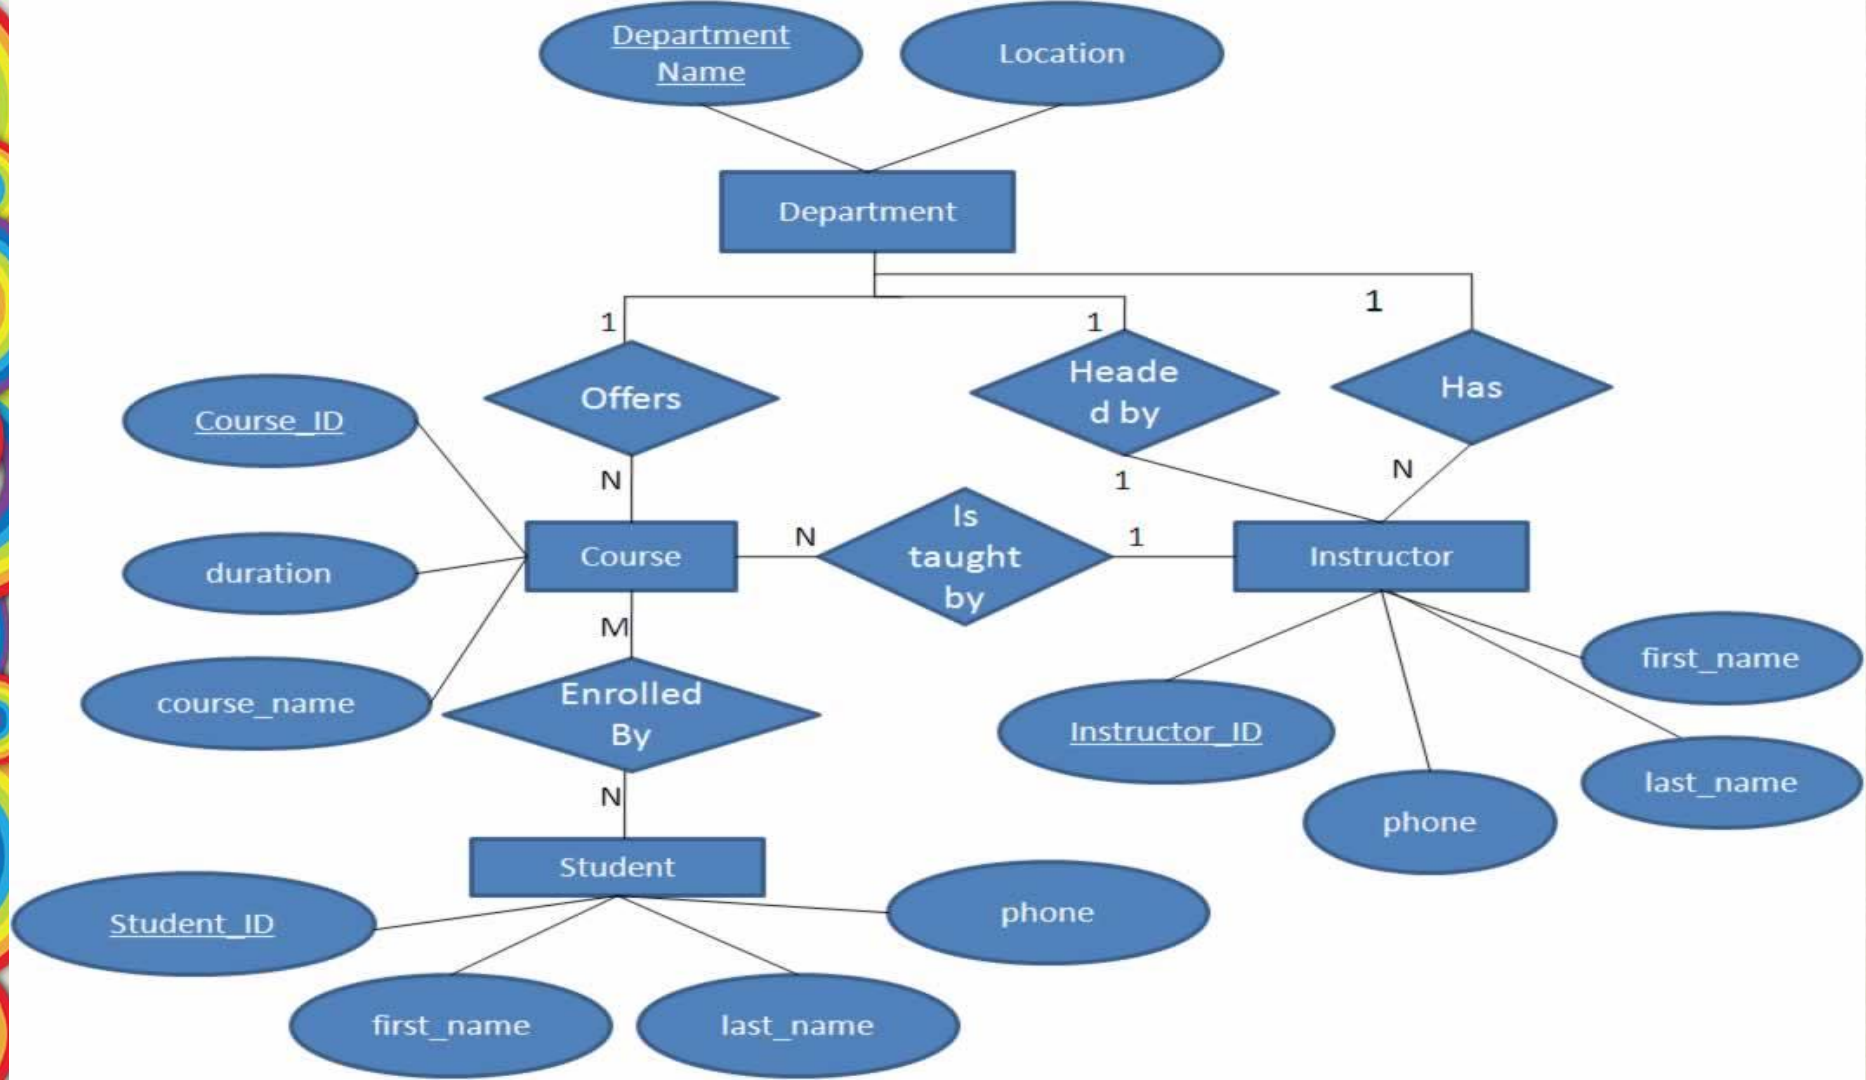 Department
Name
Location
Department
1
1
1
Offers
Heade
d by
Has
Course_ID
N
1
N
Course
N
Is
taught
by
1
Instructor
duration
M
course_name
Enrolled
By
N
first_name
Instructor_ID
last_name
phone
Student
Student_ID
phone
first_name
last_name